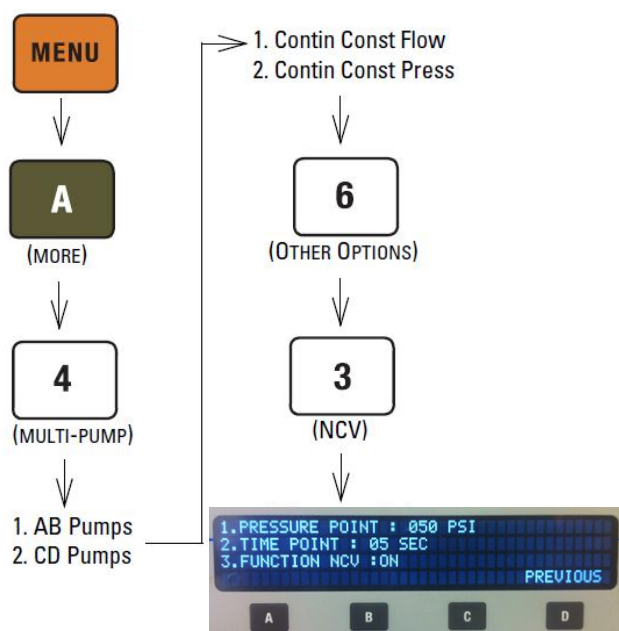 MENU
A
(MORE)
4
(MULTI-PUMP)
1. AB Pumps
2. CD Pumps
1. Contin Const Flow
2. Contin Const Press
6
(OTHER OPTIONS)
3
(NCV)
1.PRESSURE POINT : 050 PSI
2.TIME POINT : 05 SEC
3.FUNCTION NCV :ON
PREVIOUS
A B C D